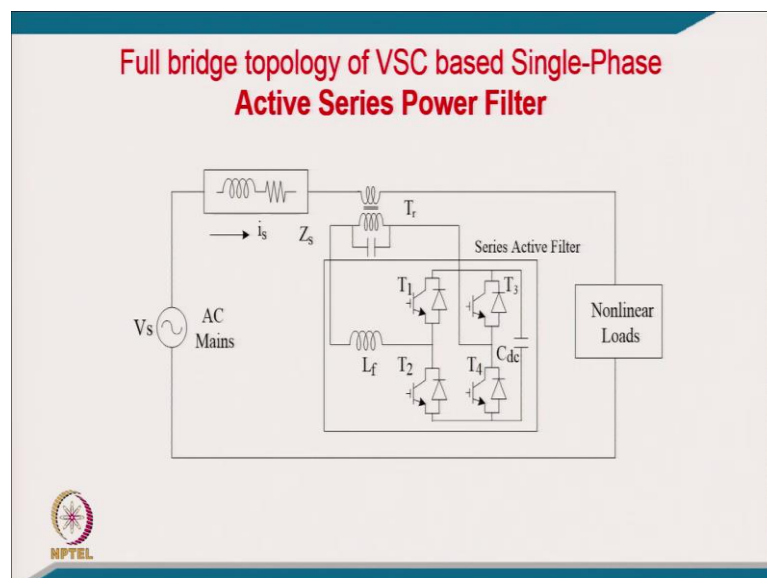 Full bridge topology of VSC based Single-Phase
Active Series Power Filter
i_s
Z_s
T_r
Series Active Filter
T_1
T_3
Vs
AC
Mains
L_f
T_2
T_4
C_dc
Nonlinear
Loads
NPTEL